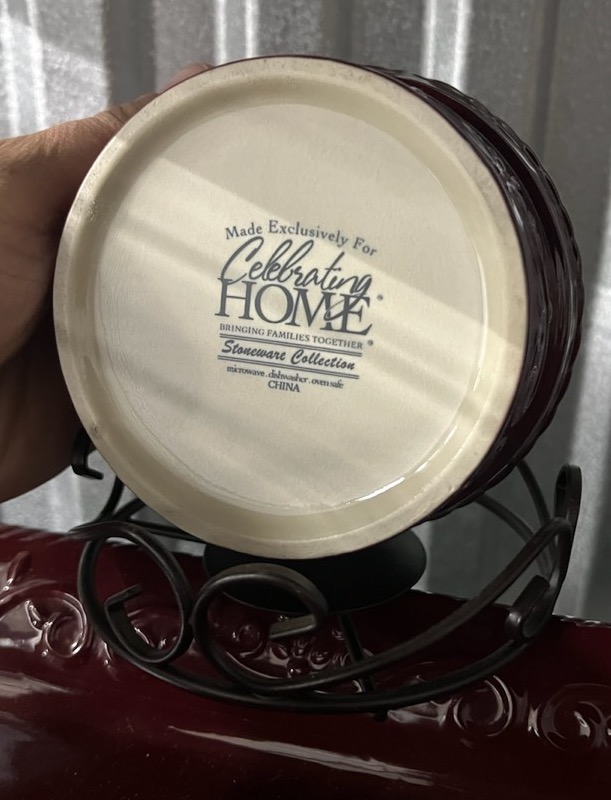 Made Exclusively For
Celebrating
HOME®
BRINGING FAMILIES TOGETHER®
Stoneware Collection
microwave . dishwasher . oven safe
CHINA